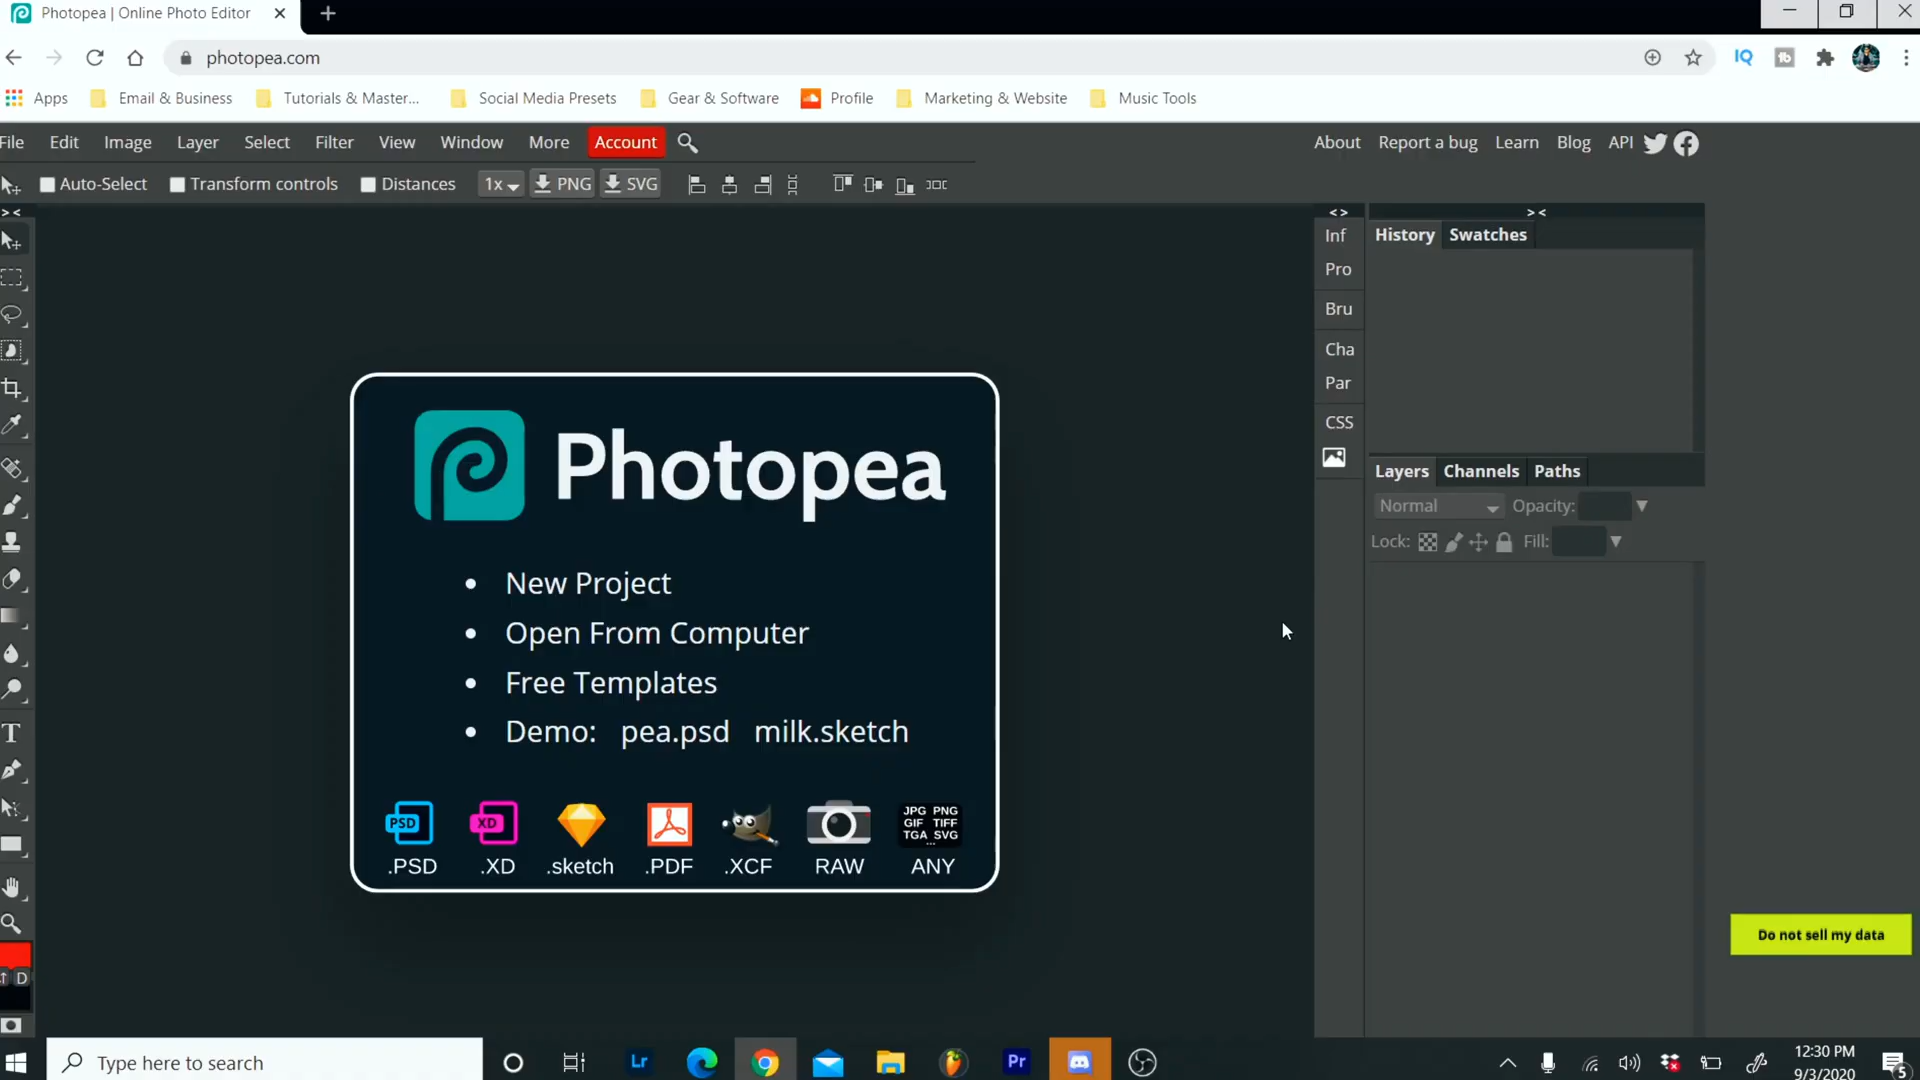 Photopea | Online Photo Editor
photopea.com
IQ
Apps Email & Business Tutorials & Master... Social Media Presets Gear & Software Profile Marketing & Website Music Tools
File Edit Image Layer Select Filter View Window More Account About Report a bug Learn Blog API
Auto-Select Transform controls Distances 1x PNG SVG
> < < > > <
Inf
Pro
Bru
Cha
Par
CSS
History Swatches
Layers Channels Paths
Normal Opacity:
Lock: Fill:
Photopea
• New Project
• Open From Computer
• Free Templates
• Demo: pea.psd milk.sketch
PSD XD JPG PNG
GIF TIFF
TGA SVG
...
.PSD .XD .sketch .PDF .XCF RAW ANY
T
D
Do not sell my data
Type here to search
Lr Pr
12:30 PM
9/3/2020
5